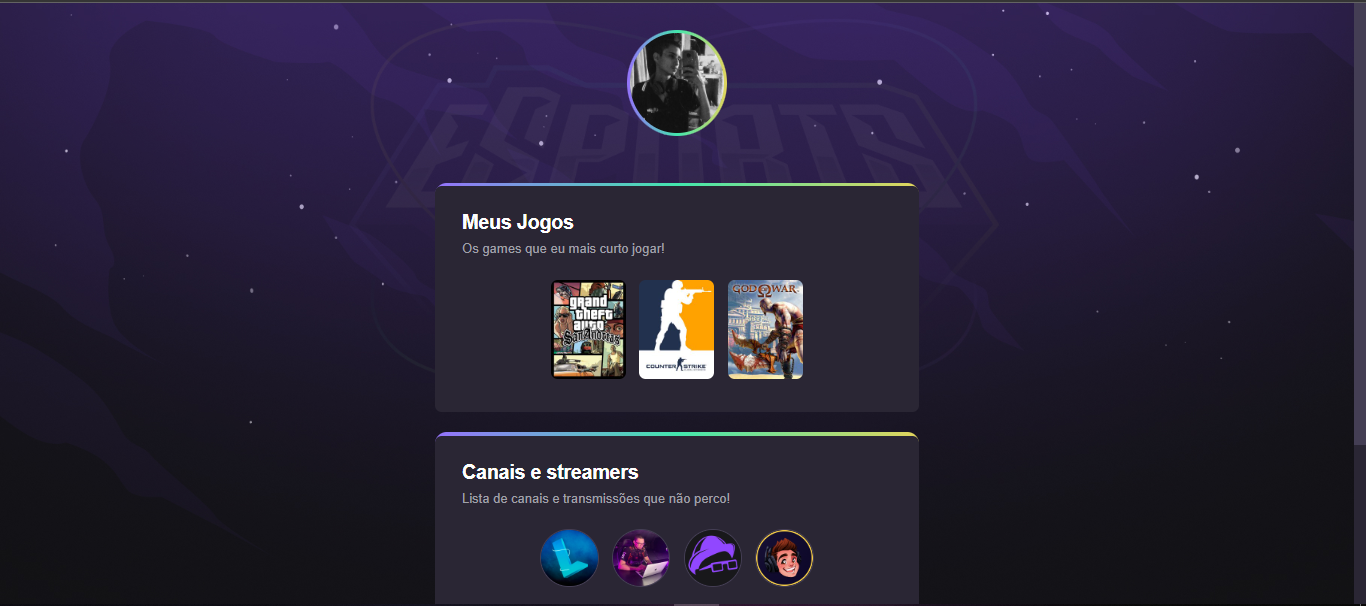 ESPORTS
Meus Jogos
Os games que eu mais curto jogar!
grand
theft
auto
San Andreas
COUNTER STRIKE
GOD OF WAR
Canais e streamers
Lista de canais e transmissões que não perco!